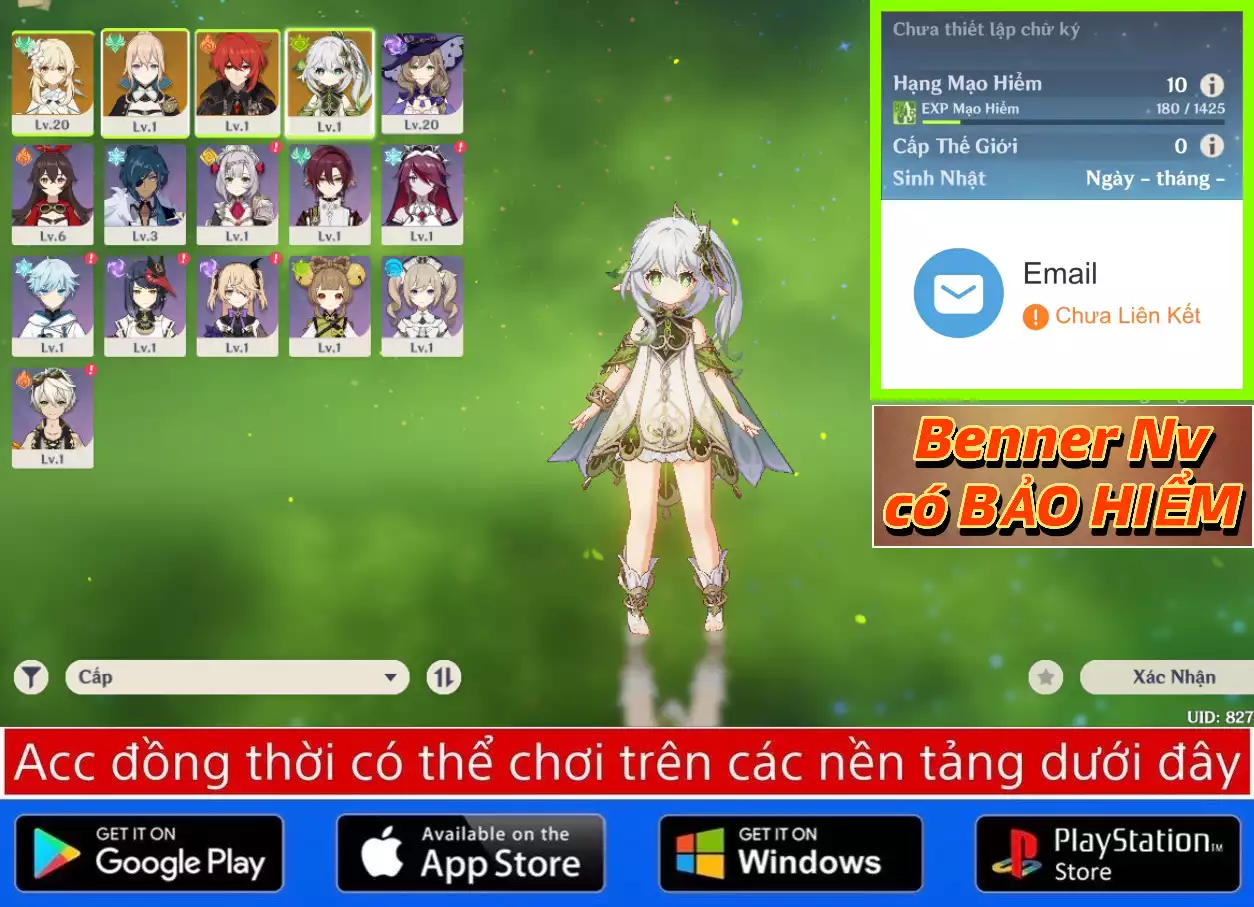 Chưa thiết lập chữ ký
Hạng Mạo Hiểm 10
EXP Mạo Hiểm 180 / 1425
Cấp Thế Giới 0
Sinh Nhật Ngày – tháng –
Email
! Chưa Liên Kết
Benner Nv
có BẢO HIỂM
Lv.20 Lv.1 Lv.1 Lv.1 Lv.20
Lv.6 Lv.3 Lv.1 Lv.1 Lv.1
Lv.1 Lv.1 Lv.1 Lv.1 Lv.1
Lv.1
Cấp
Xác Nhận
UID: 827
Acc đồng thời có thể chơi trên các nền tảng dưới đây
GET IT ON
Google Play
Available on the
App Store
GET IT ON
Windows
PlayStation™
Store